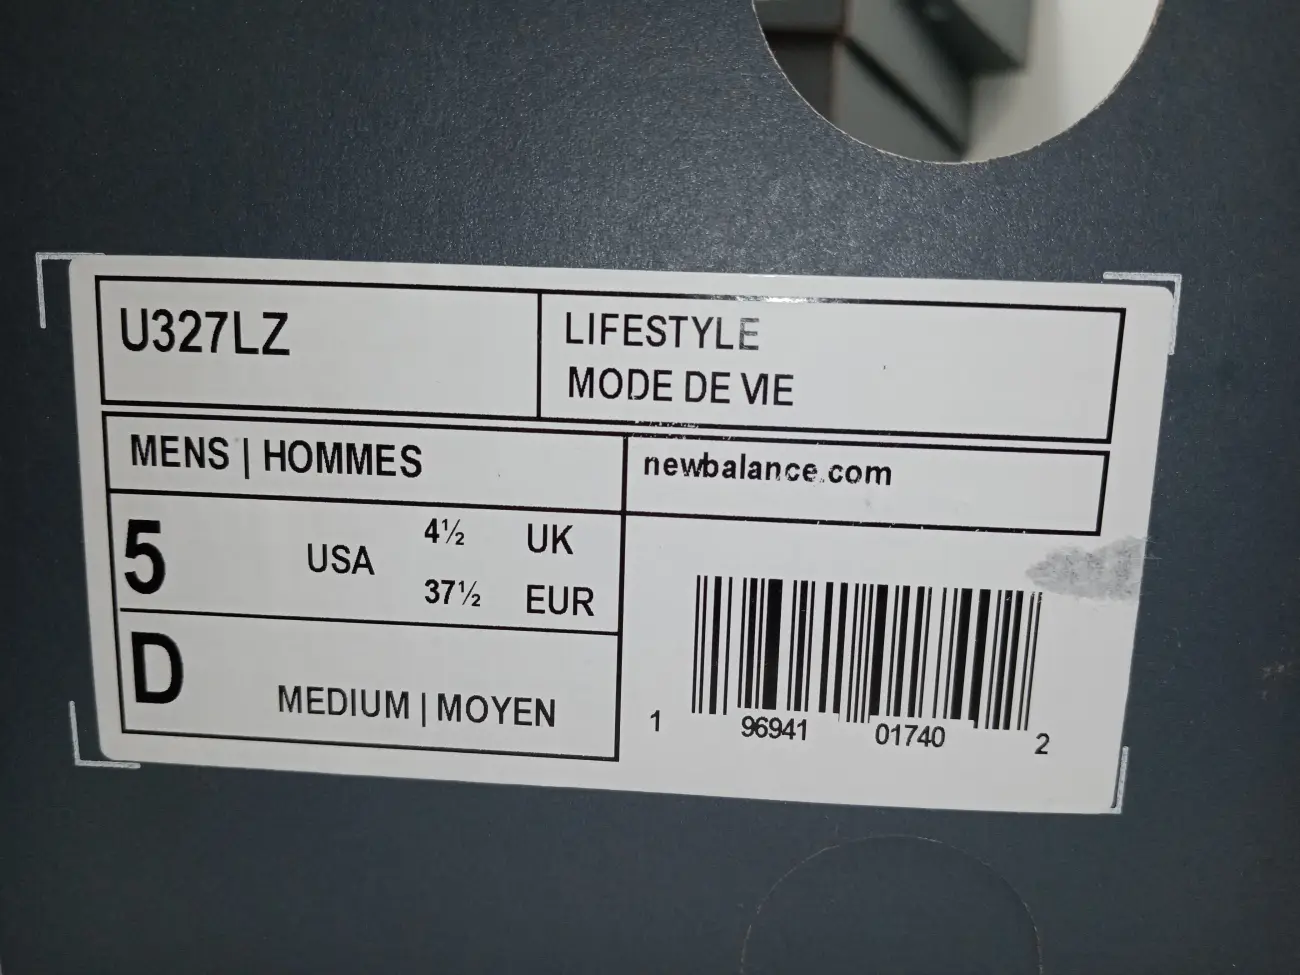 U327LZ
LIFESTYLE
MODE DE VIE
MENS | HOMMES
newbalance.com
5 USA 4½ UK
37½ EUR
D MEDIUM | MOYEN
1 96941 01740 2